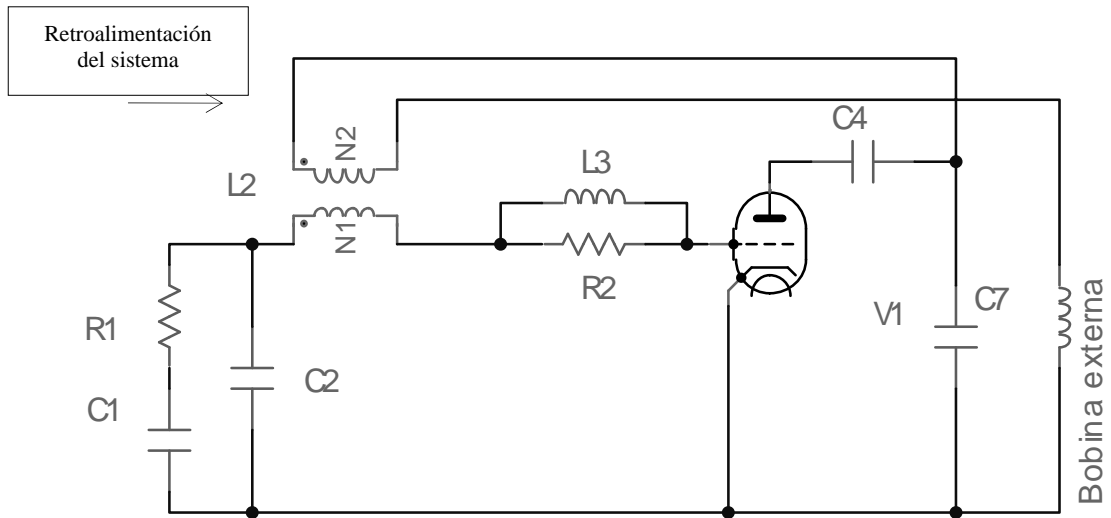 Retroalimentación
del sistema
C4
N2
L3
L2
N1
R2
C7
V1
R1
C2
C1
Bobina externa